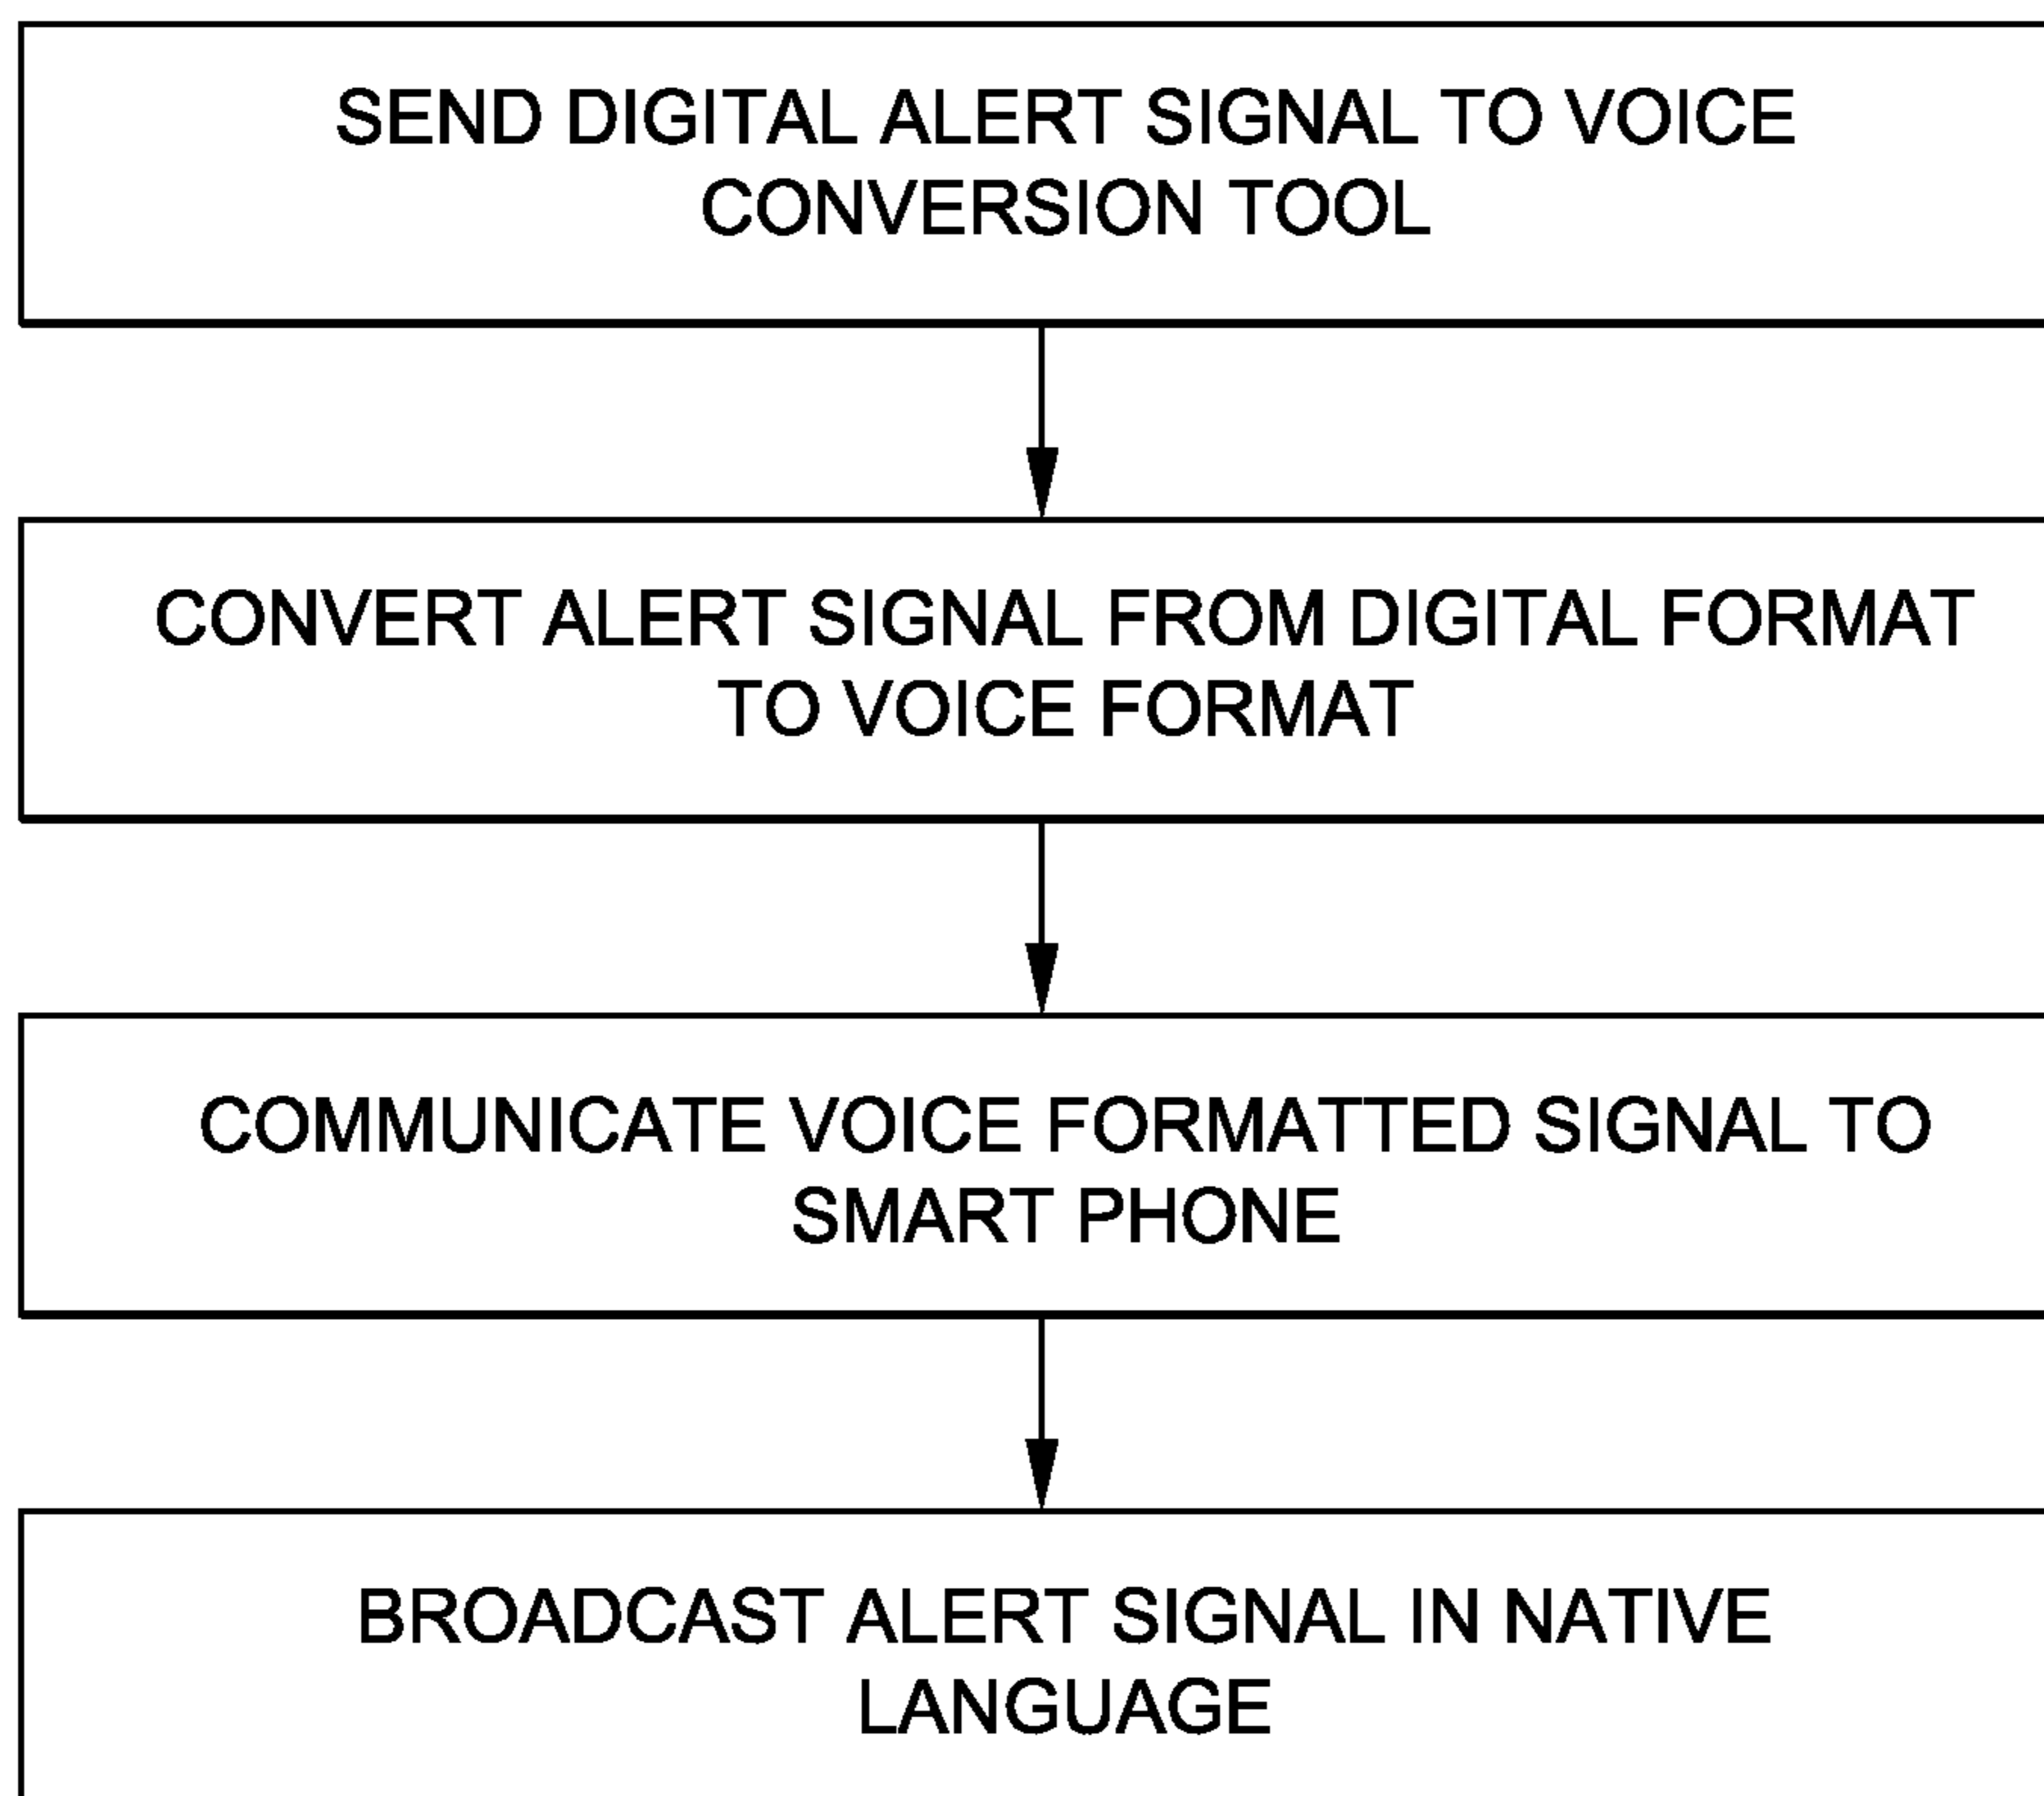 SEND DIGITAL ALERT SIGNAL TO VOICE
CONVERSION TOOL
CONVERT ALERT SIGNAL FROM DIGITAL FORMAT
TO VOICE FORMAT
COMMUNICATE VOICE FORMATTED SIGNAL TO
SMART PHONE
BROADCAST ALERT SIGNAL IN NATIVE
LANGUAGE